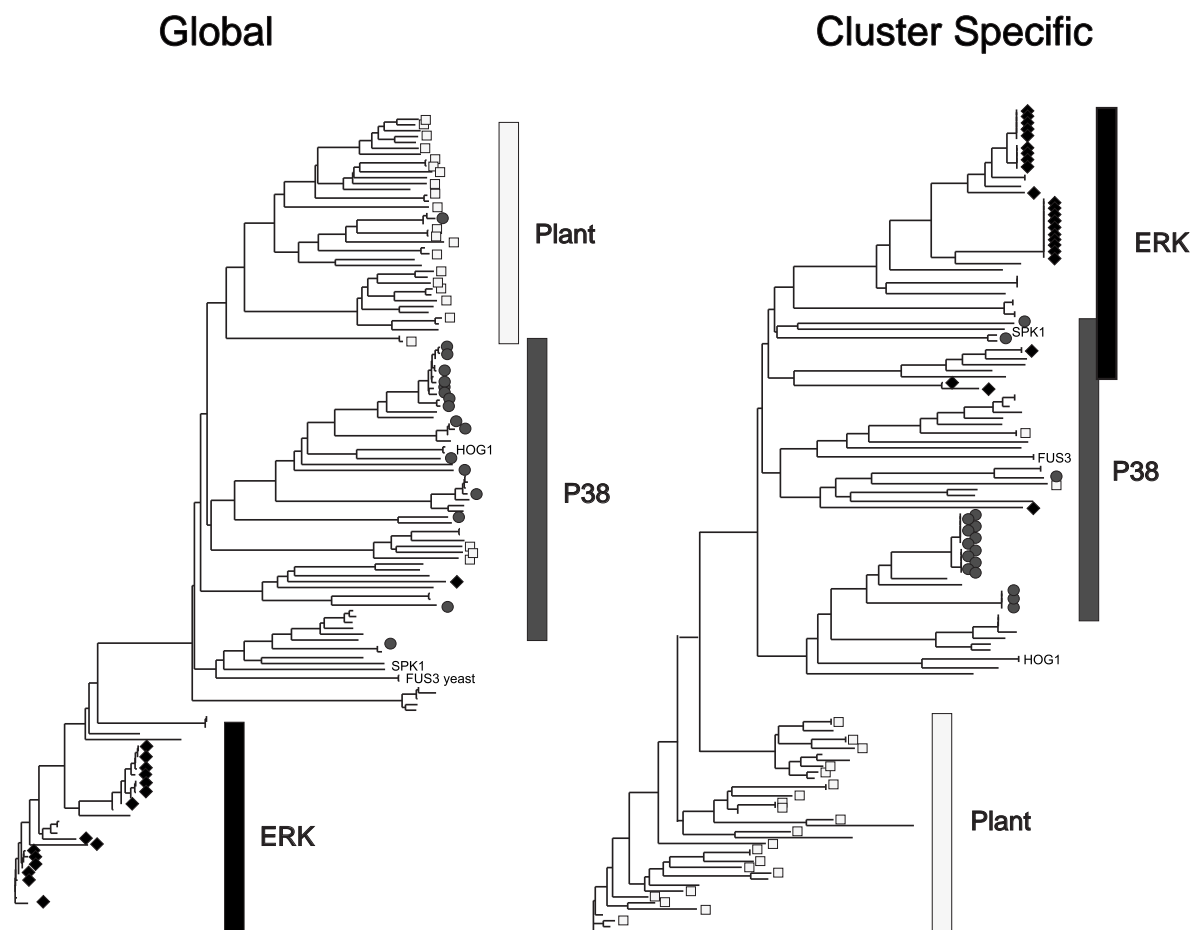 Global
Cluster Specific
Plant
HOG1
P38
SPK1
FUS3 yeast
ERK
ERK
SPK1
FUS3
P38
HOG1
Plant